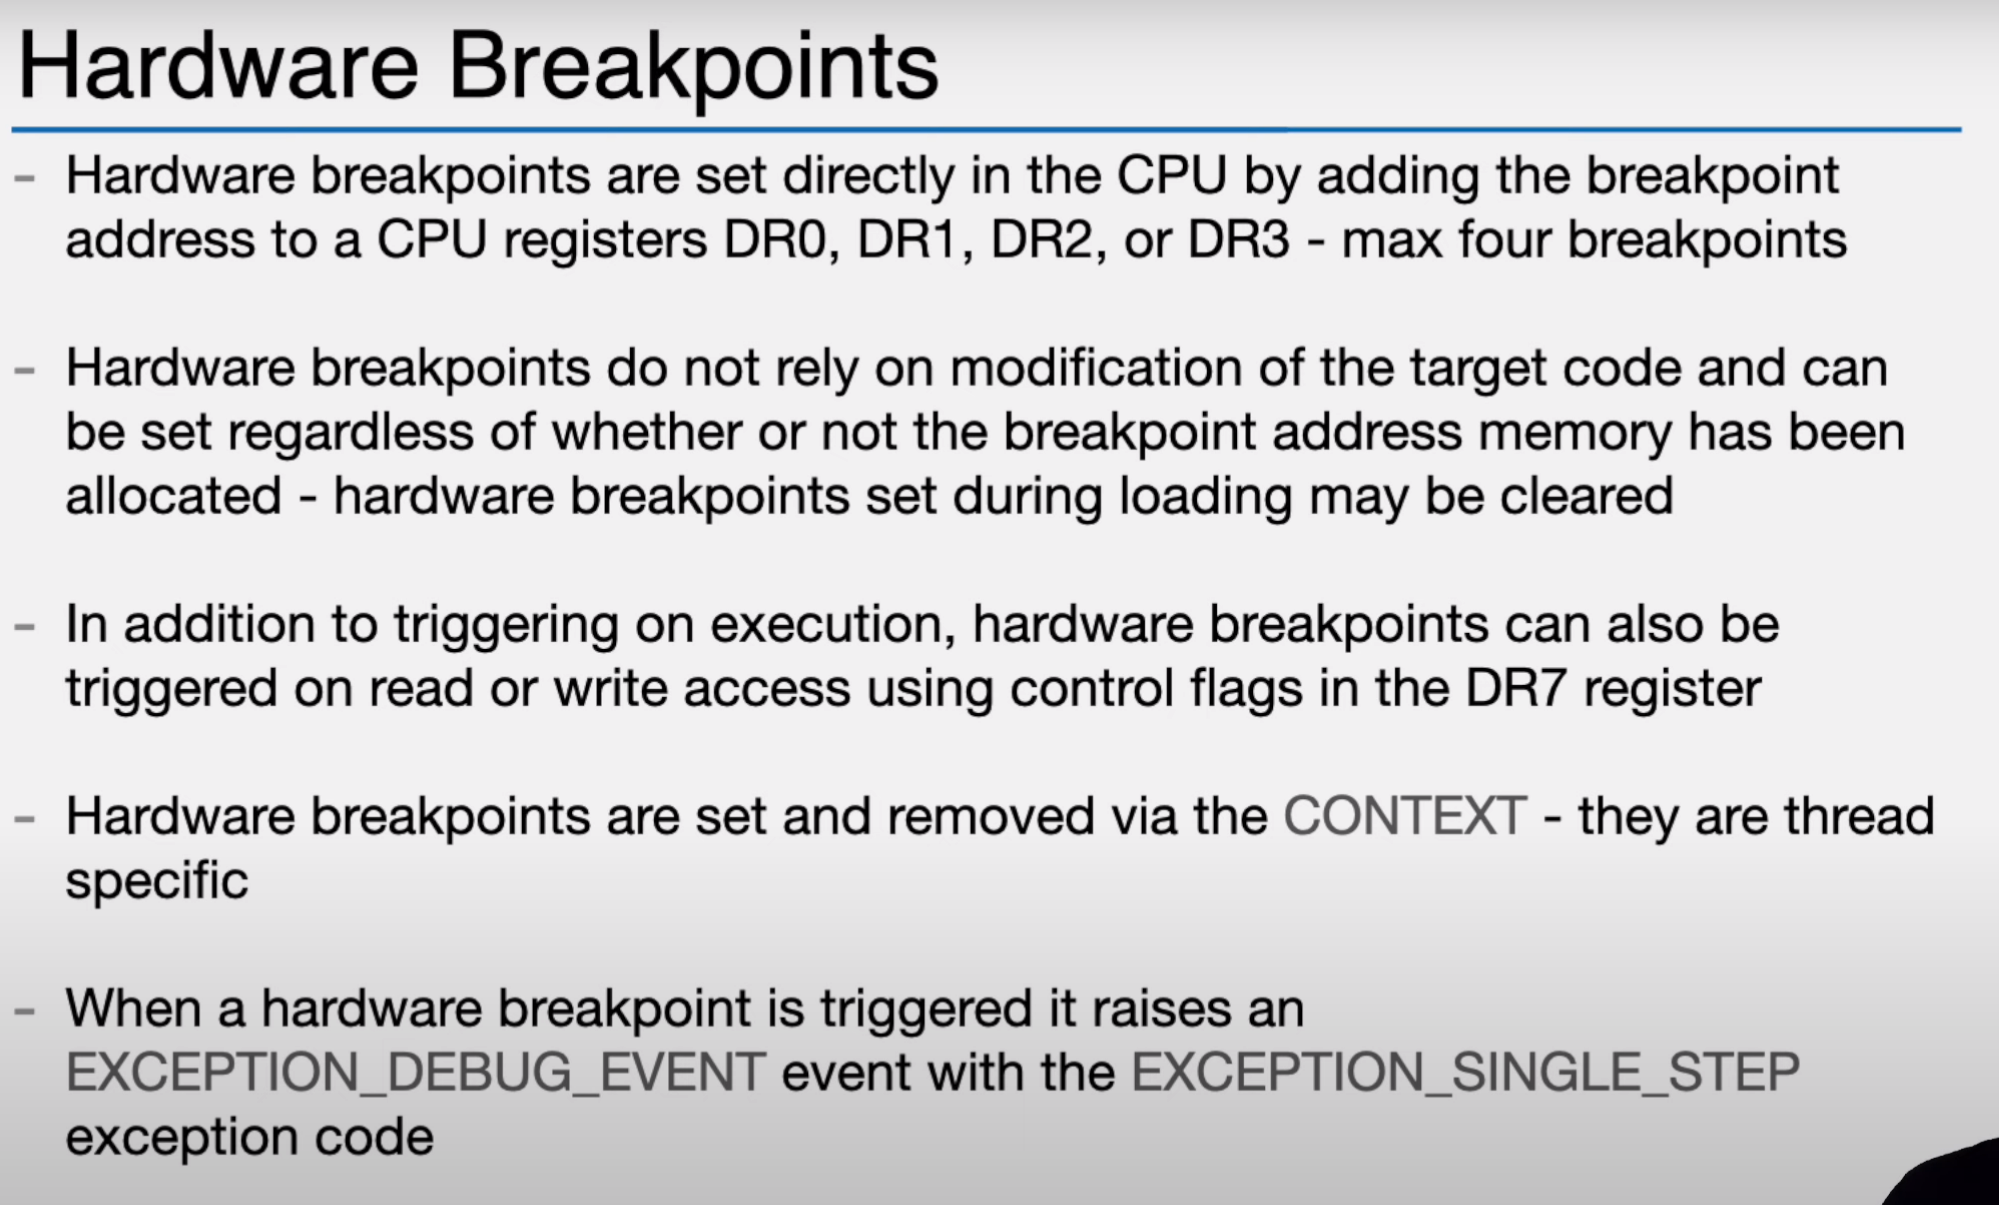 Hardware Breakpoints
- Hardware breakpoints are set directly in the CPU by adding the breakpoint
address to a CPU registers DR0, DR1, DR2, or DR3 - max four breakpoints
- Hardware breakpoints do not rely on modification of the target code and can
be set regardless of whether or not the breakpoint address memory has been
allocated - hardware breakpoints set during loading may be cleared
- In addition to triggering on execution, hardware breakpoints can also be
triggered on read or write access using control flags in the DR7 register
- Hardware breakpoints are set and removed via the CONTEXT - they are thread
specific
- When a hardware breakpoint is triggered it raises an
EXCEPTION_DEBUG_EVENT event with the EXCEPTION_SINGLE_STEP
exception code